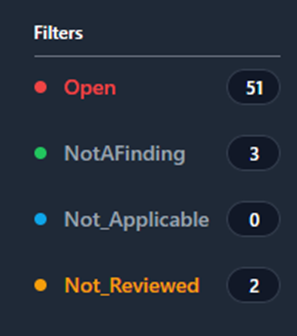 Filters
Open 51
NotAFinding 3
Not_Applicable 0
Not_Reviewed 2